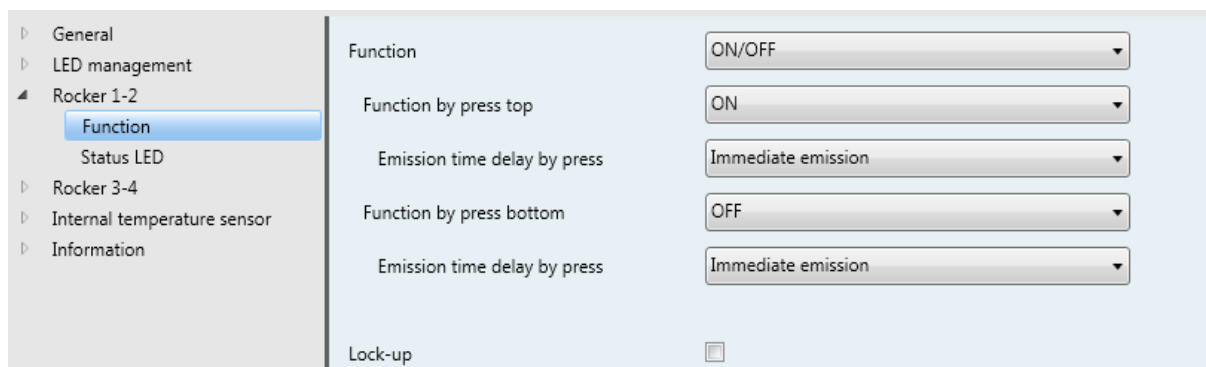 General
LED management
Rocker 1-2
Function
Status LED
Rocker 3-4
Internal temperature sensor
Information
Function ON/OFF
Function by press top ON
Emission time delay by press Immediate emission
Function by press bottom OFF
Emission time delay by press Immediate emission
Lock-up